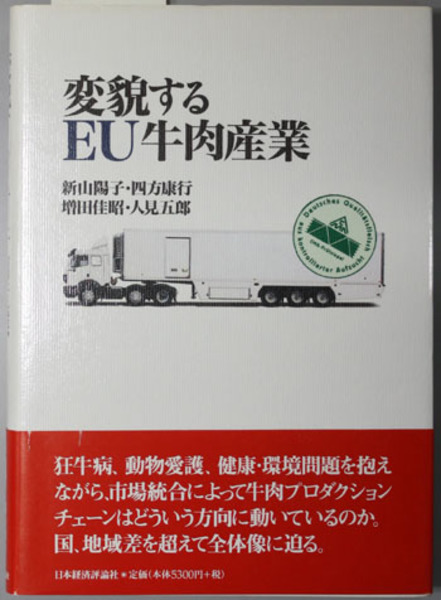 変貌する
EU牛肉産業
新山陽子・四方康行
増田佳昭・人見五郎
Deutsches Qualitätsfleisch
aus kontrollierter Aufsicht
狂牛病、動物愛護、健康・環境問題を抱え
ながら、市場統合によって牛肉プロダクション
チェーンはどういう方向に動いているのか。
国、地域差を超えて全体像に迫る。
日本経済評論社●定価(本体5300円+税)